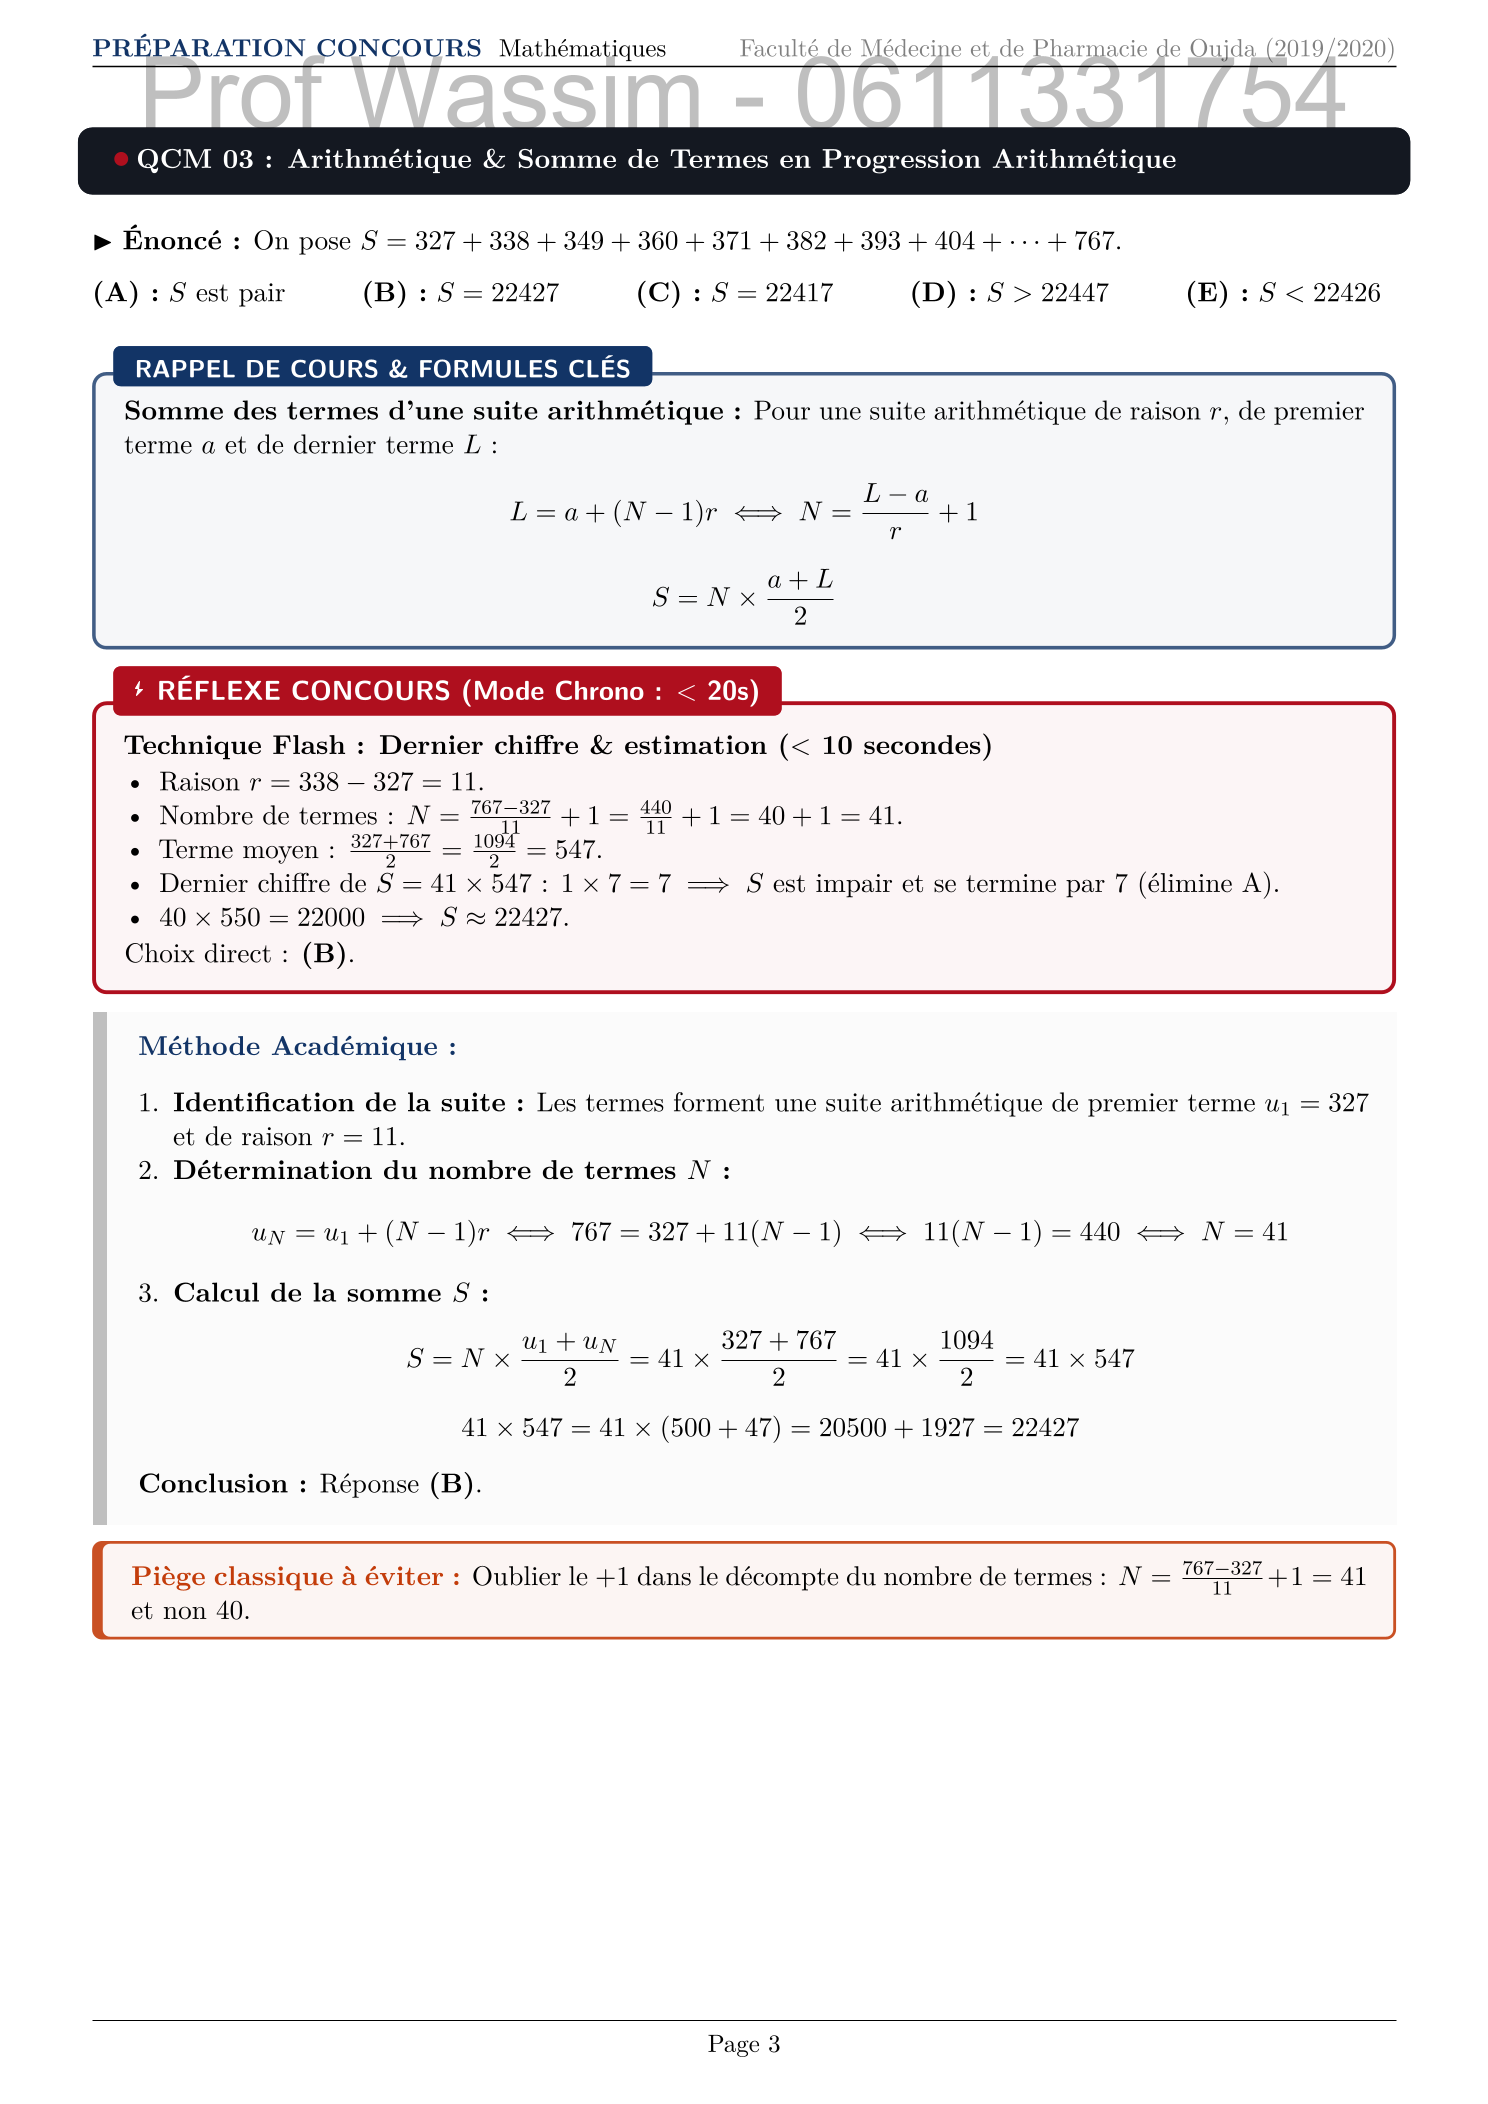 PRÉPARATION CONCOURS Mathématiques Faculté de Médecine et de Pharmacie de Oujda (2019/2020)
Prof Wassim - 0611331754
QCM 03 : Arithmétique & Somme de Termes en Progression Arithmétique
▶ Énoncé : On pose S = 327 + 338 + 349 + 360 + 371 + 382 + 393 + 404 + ⋯ + 767.
(A) : S est pair (B) : S = 22427 (C) : S = 22417 (D) : S > 22447 (E) : S < 22426
RAPPEL DE COURS & FORMULES CLÉS
Somme des termes d'une suite arithmétique : Pour une suite arithmétique de raison r, de premier
terme a et de dernier terme L :
L = a + (N − 1)r ⟺ N = \frac{L − a}{r} + 1
S = N × \frac{a + L}{2}
RÉFLEXE CONCOURS (Mode Chrono : < 20s)
Technique Flash : Dernier chiffre & estimation (< 10 secondes)
• Raison r = 338 − 327 = 11.
• Nombre de termes : N = \frac{767−327}{11} + 1 = \frac{440}{11} + 1 = 40 + 1 = 41.
• Terme moyen : \frac{327+767}{2} = \frac{1094}{2} = 547.
• Dernier chiffre de S = 41 × 547 : 1 × 7 = 7 ⟹ S est impair et se termine par 7 (élimine A).
• 40 × 550 = 22000 ⟹ S ≈ 22427.
Choix direct : (B).
Méthode Académique :
1. Identification de la suite : Les termes forment une suite arithmétique de premier terme u₁ = 327
et de raison r = 11.
2. Détermination du nombre de termes N :
u_N = u₁ + (N − 1)r ⟺ 767 = 327 + 11(N − 1) ⟺ 11(N − 1) = 440 ⟺ N = 41
3. Calcul de la somme S :
S = N × \frac{u₁ + u_N}{2} = 41 × \frac{327 + 767}{2} = 41 × \frac{1094}{2} = 41 × 547
41 × 547 = 41 × (500 + 47) = 20500 + 1927 = 22427
Conclusion : Réponse (B).
Piège classique à éviter : Oublier le +1 dans le décompte du nombre de termes : N = \frac{767−327}{11} + 1 = 41
et non 40.
Page 3